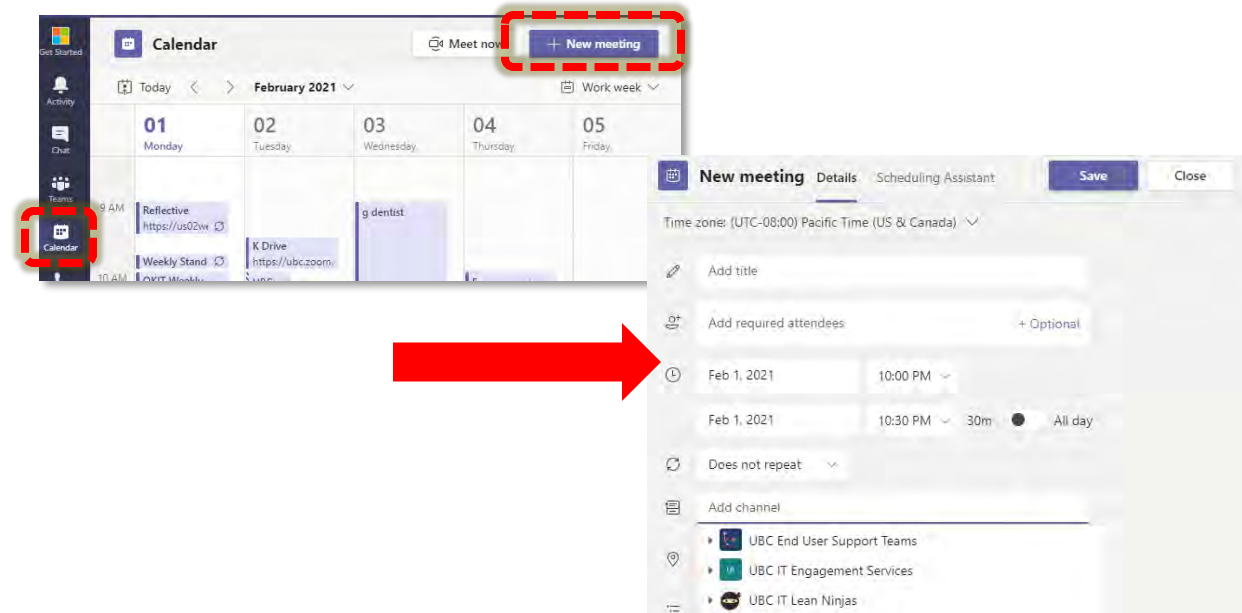 Get Started
Calendar
Meet now
+ New meeting
Activity
Today
February 2021
Work week
Chat
01
02
03
04
05
Monday
Tuesday
Wednesday
Thursday
Friday
Teams
9 AM
Reflective
https://us02we
g dentist
Calendar
K Drive
https://ubc.zoom.
Weekly Stand
10 AM
OKIT Weekly
New meeting
Details
Scheduling Assistant
Save
Close
Time zone: (UTC-08:00) Pacific Time (US & Canada)
Add title
Add required attendees
+ Optional
Feb 1, 2021
10:00 PM
Feb 1, 2021
10:30 PM
30m
All day
Does not repeat
Add channel
UBC End User Support Teams
UBC IT Engagement Services
UBC IT Lean Ninjas